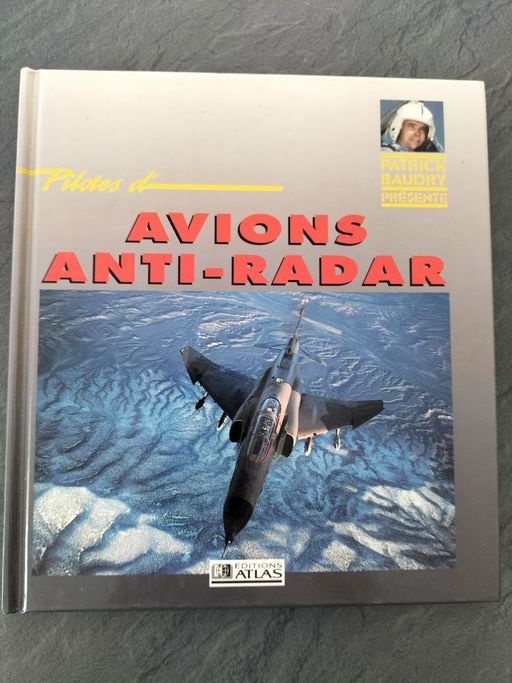 PATRICK
BAUDRY
PRÉSENTE
Pilotes d'
AVIONS
ANTI-RADAR
EDITIONS
ATLAS